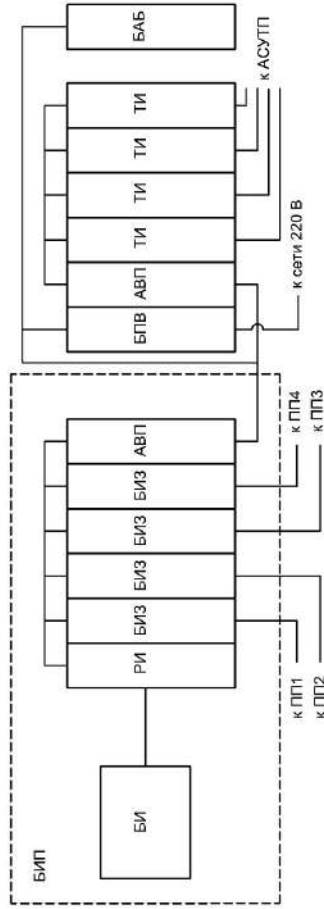 БИП
БИ
РИ
БИЗ
БИЗ
БИЗ
БИЗ
АВП
к ПП1
к ПП2
к ПП3
к ПП4
БПВ
АВП
ТИ
ТИ
ТИ
ТИ
БАБ
к сети 220 В
к АСУТП